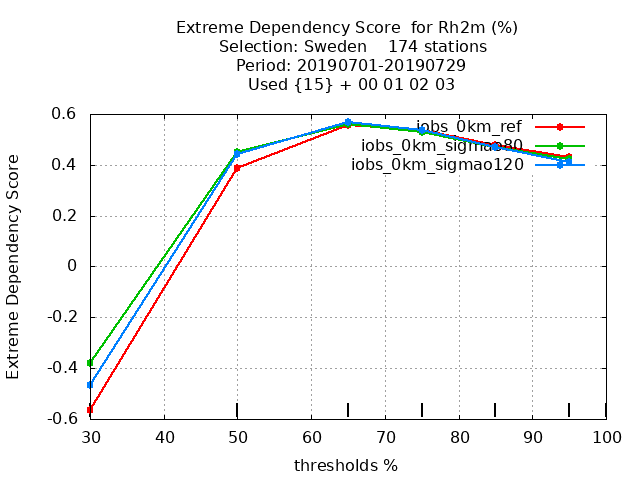 Extreme Dependency Score  for Rh2m (%)
Selection: Sweden    174 stations
Period: 20190701-20190729
Used {15} + 00 01 02 03
iobs_0km_ref
iobs_0km_sigmao80
iobs_0km_sigmao120
Extreme Dependency Score
0.6
0.4
0.2
0
-0.2
-0.4
-0.6
30 40 50 60 70 80 90 100
thresholds %